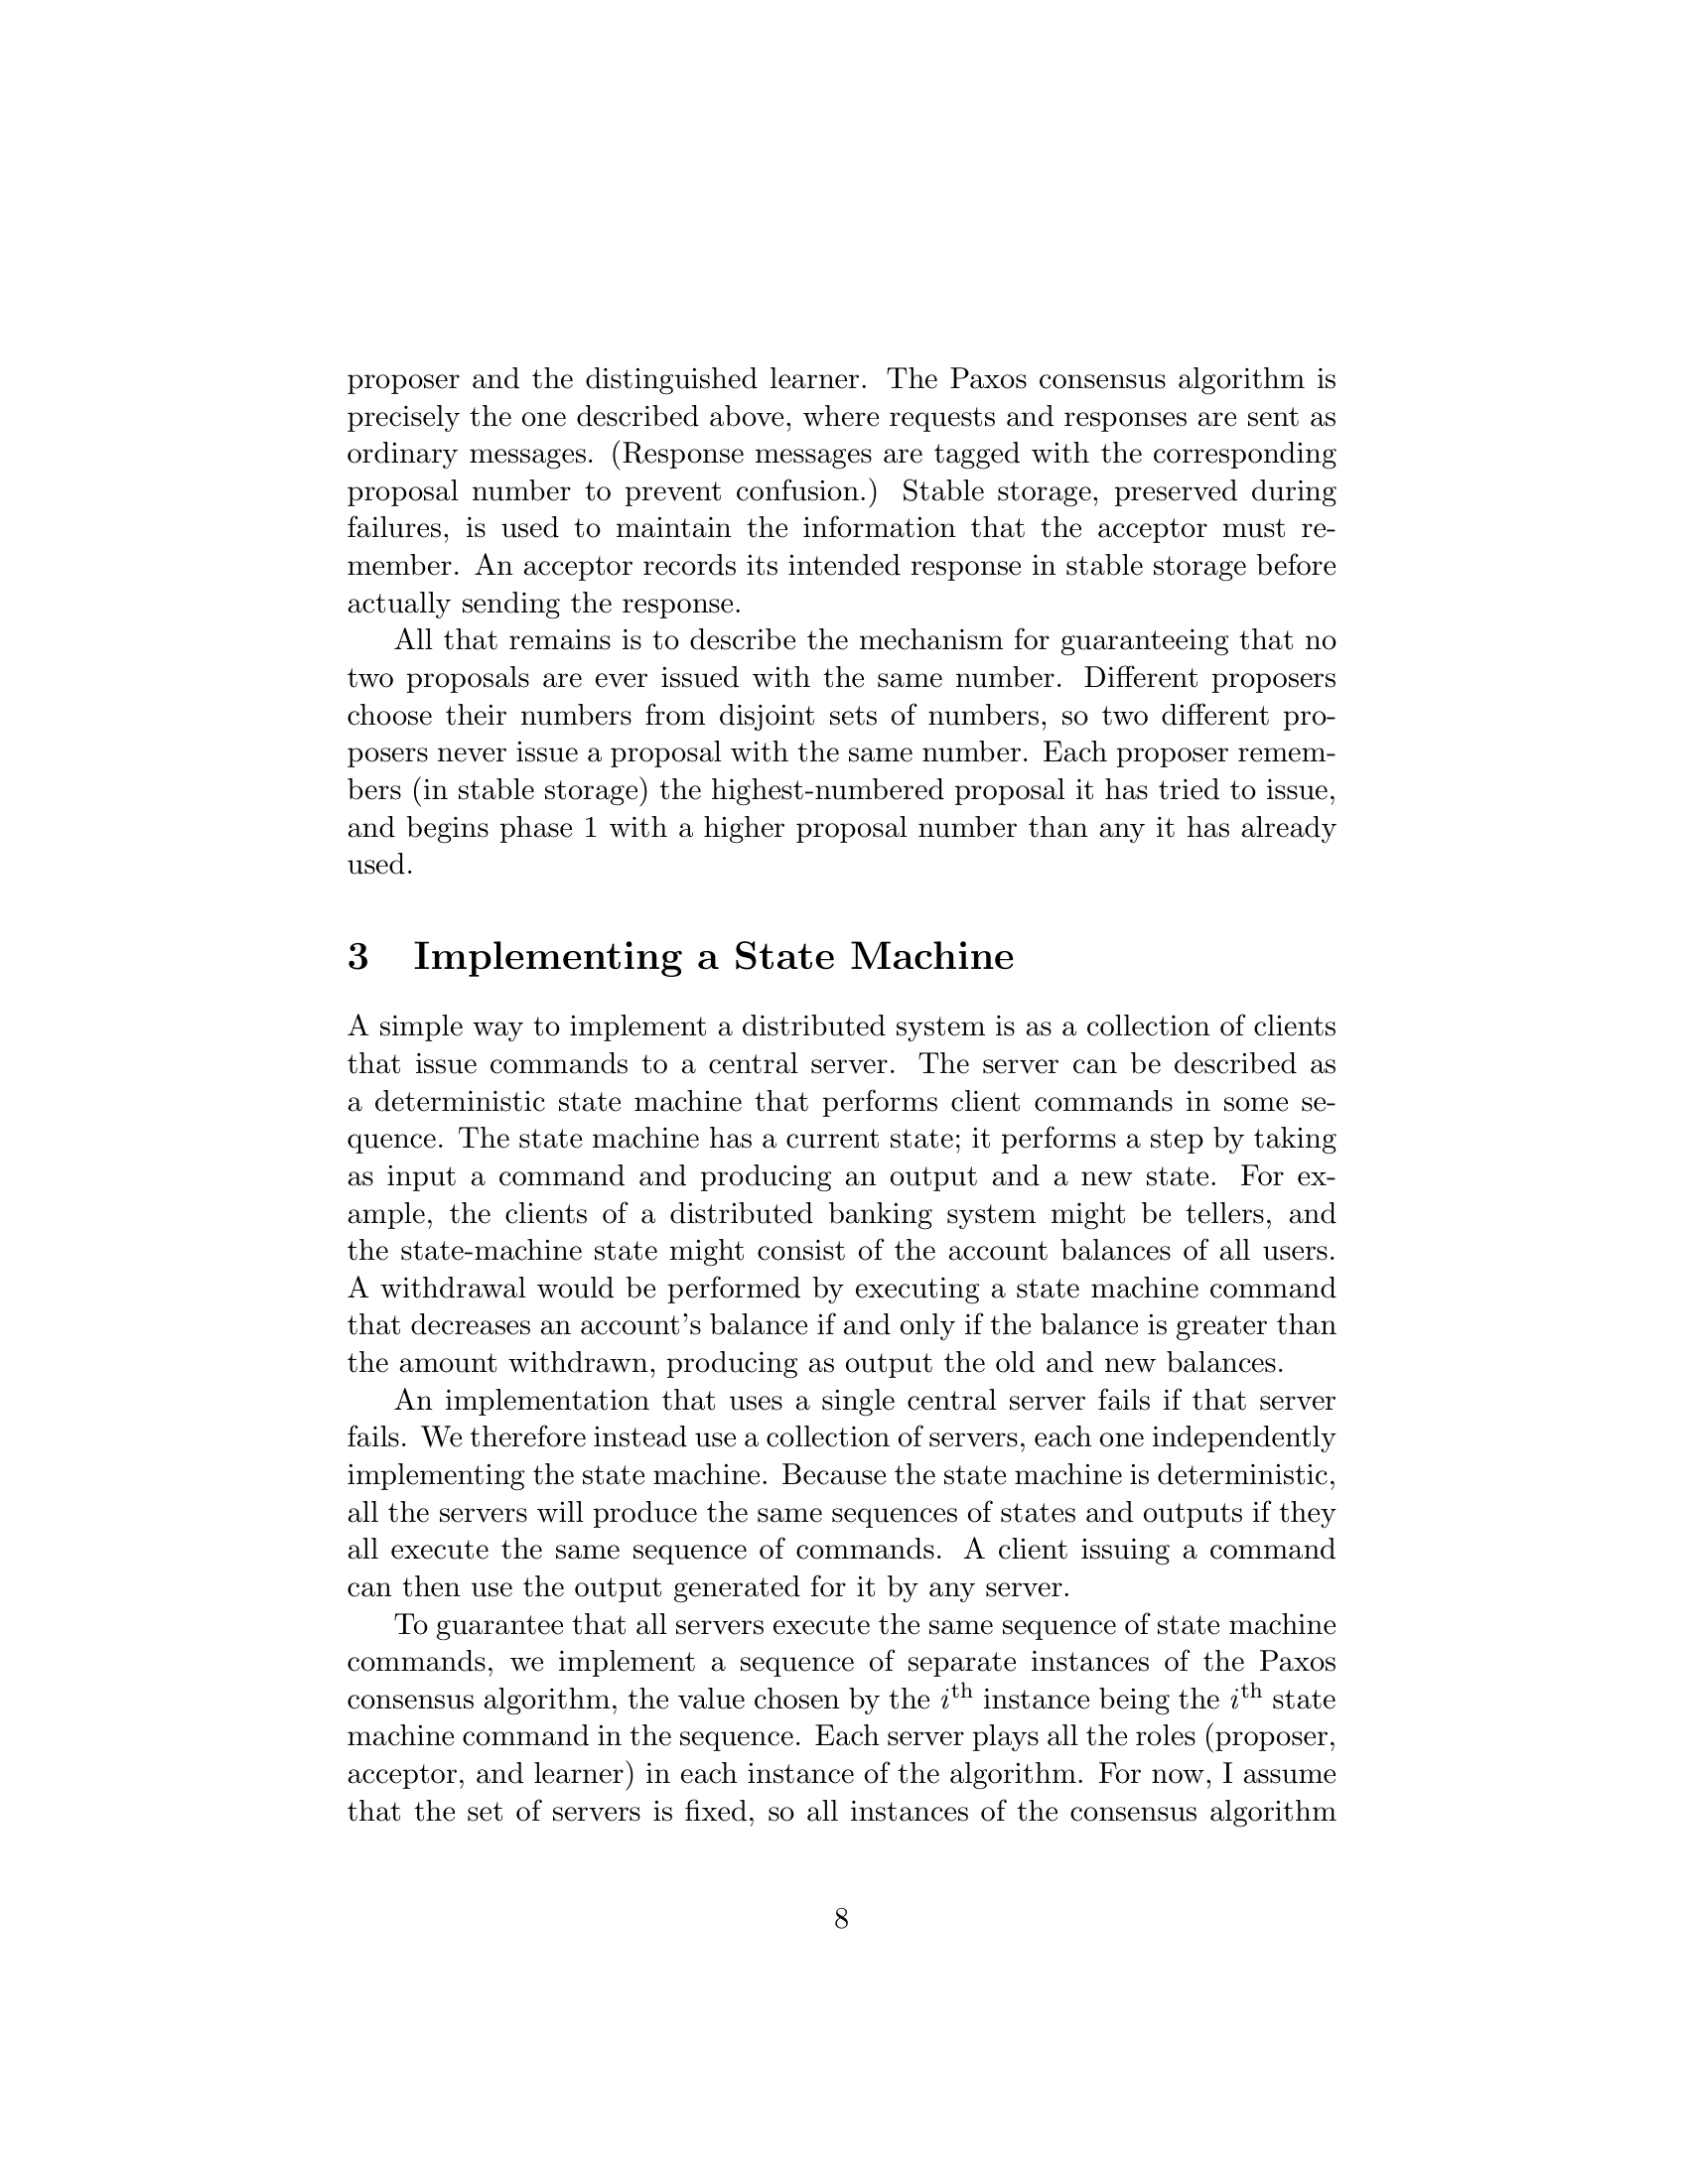 proposer and the distinguished learner. The Paxos consensus algorithm is
precisely the one described above, where requests and responses are sent as
ordinary messages. (Response messages are tagged with the corresponding
proposal number to prevent confusion.) Stable storage, preserved during
failures, is used to maintain the information that the acceptor must re-
member. An acceptor records its intended response in stable storage before
actually sending the response.
All that remains is to describe the mechanism for guaranteeing that no
two proposals are ever issued with the same number. Different proposers
choose their numbers from disjoint sets of numbers, so two different pro-
posers never issue a proposal with the same number. Each proposer remem-
bers (in stable storage) the highest-numbered proposal it has tried to issue,
and begins phase 1 with a higher proposal number than any it has already
used.
3 Implementing a State Machine
A simple way to implement a distributed system is as a collection of clients
that issue commands to a central server. The server can be described as
a deterministic state machine that performs client commands in some se-
quence. The state machine has a current state; it performs a step by taking
as input a command and producing an output and a new state. For ex-
ample, the clients of a distributed banking system might be tellers, and
the state-machine state might consist of the account balances of all users.
A withdrawal would be performed by executing a state machine command
that decreases an account's balance if and only if the balance is greater than
the amount withdrawn, producing as output the old and new balances.
An implementation that uses a single central server fails if that server
fails. We therefore instead use a collection of servers, each one independently
implementing the state machine. Because the state machine is deterministic,
all the servers will produce the same sequences of states and outputs if they
all execute the same sequence of commands. A client issuing a command
can then use the output generated for it by any server.
To guarantee that all servers execute the same sequence of state machine
commands, we implement a sequence of separate instances of the Paxos
consensus algorithm, the value chosen by the i^th instance being the i^th state
machine command in the sequence. Each server plays all the roles (proposer,
acceptor, and learner) in each instance of the algorithm. For now, I assume
that the set of servers is fixed, so all instances of the consensus algorithm
8